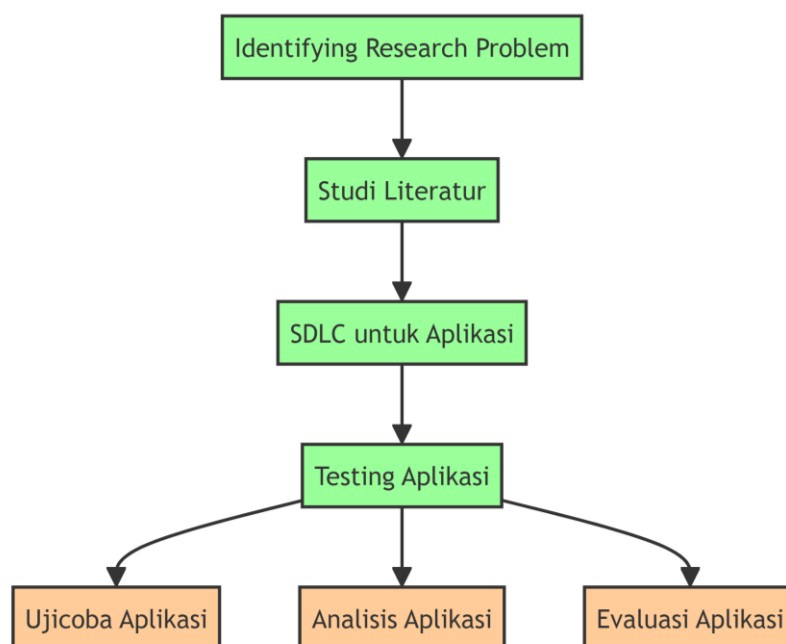 Identifying Research Problem
Studi Literatur
SDLC untuk Aplikasi
Testing Aplikasi
Ujicoba Aplikasi
Analisis Aplikasi
Evaluasi Aplikasi